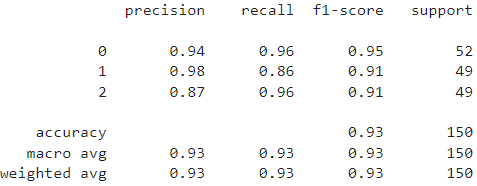 precision recall f1-score support
0 0.94 0.96 0.95 52
1 0.98 0.86 0.91 49
2 0.87 0.96 0.91 49
accuracy 0.93 150
macro avg 0.93 0.93 0.93 150
weighted avg 0.93 0.93 0.93 150